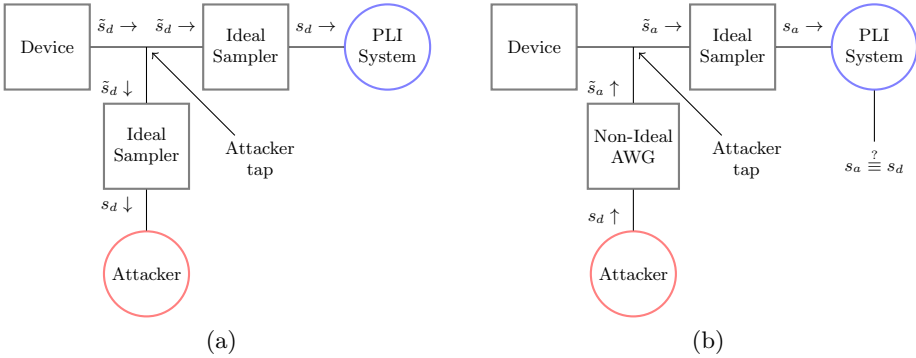 s̃_d → s̃_d → s_d →
Device
Ideal
Sampler
PLI
System
s̃_d ↓
Ideal
Sampler
Attacker
tap
s_d ↓
Attacker
(a)
s̃_a → s_a →
Device
Ideal
Sampler
PLI
System
s̃_a ↑
Non-Ideal
AWG
Attacker
tap
s_a ≡? s_d
s_d ↑
Attacker
(b)